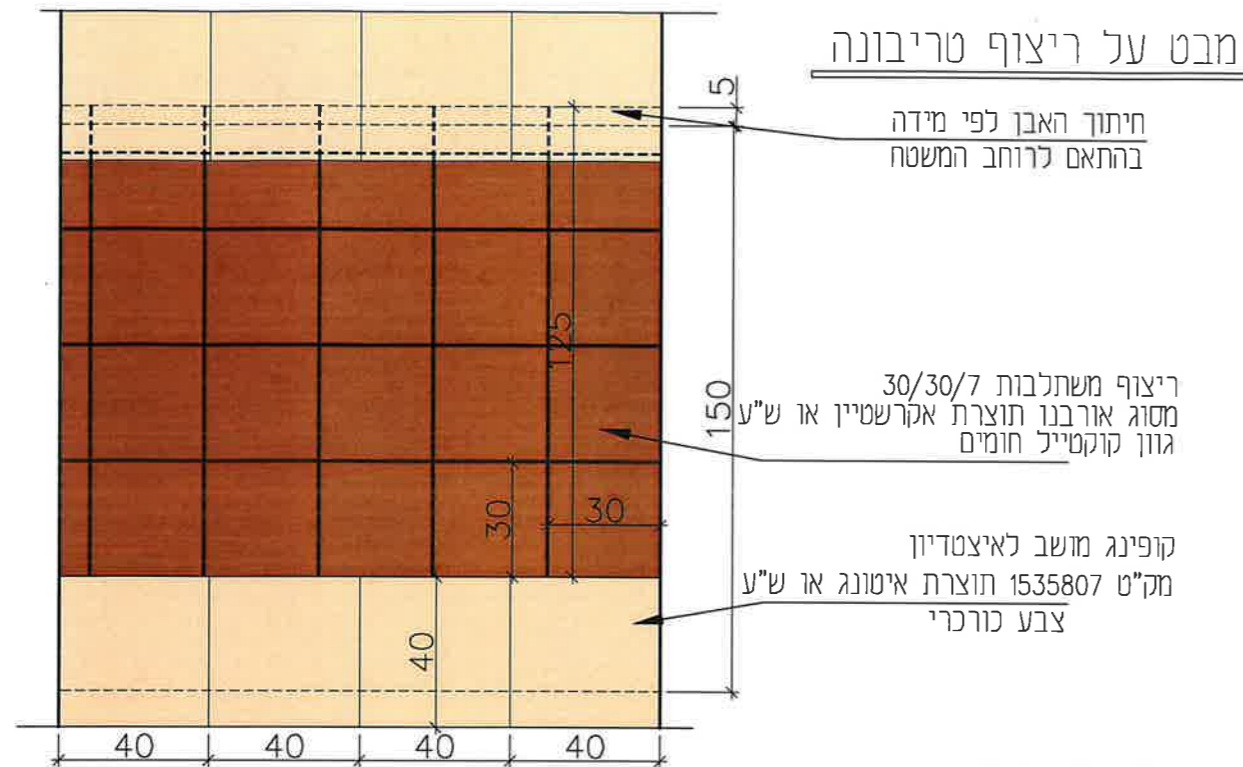 מבט על ריצוף טריבונה
5
חיתוך האבן לפי מידה
בהתאם לרוחב המשטח
125
150
ריצוף משתלבות 30/30/7
מסוג אורבנו תוצרת אקרשטיין או ש"ע
גוון קוקטייל חומים
30
30
קופינג מושב לאיצטדיון
מק"ט 1535807 תוצרת איטונג או ש"ע
צבע כורכרי
40
40 40 40 40